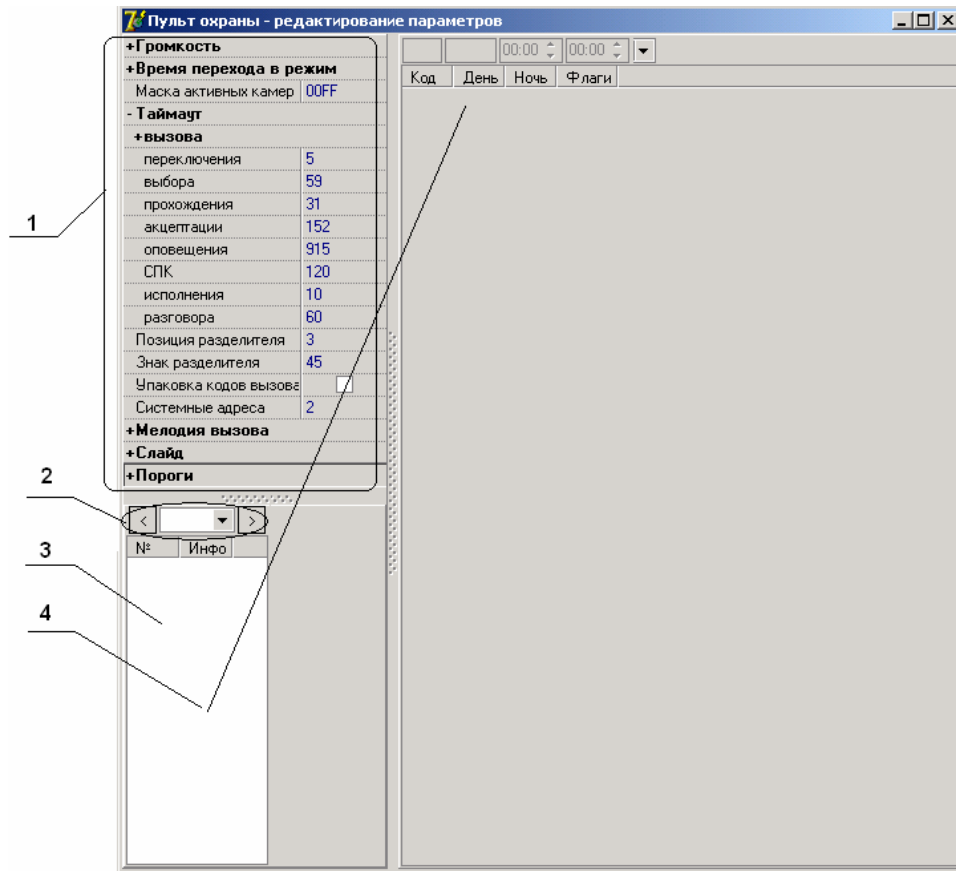 Пульт охраны - редактирование параметров
+Громкость
+Время перехода в режим
Маска активных камер 00FF
- Таймаут
+вызова
переключения 5
выбора 59
прохождения 31
акцептации 152
оповещения 915
СПК 120
исполнения 10
разговора 60
Позиция разделителя 3
Знак разделителя 45
Упаковка кодов вызова
Системные адреса 2
+Мелодия вызова
+Слайд
+Пороги
< >
№ Инфо
00:00 00:00
Код День Ночь Флаги
1
2
3
4